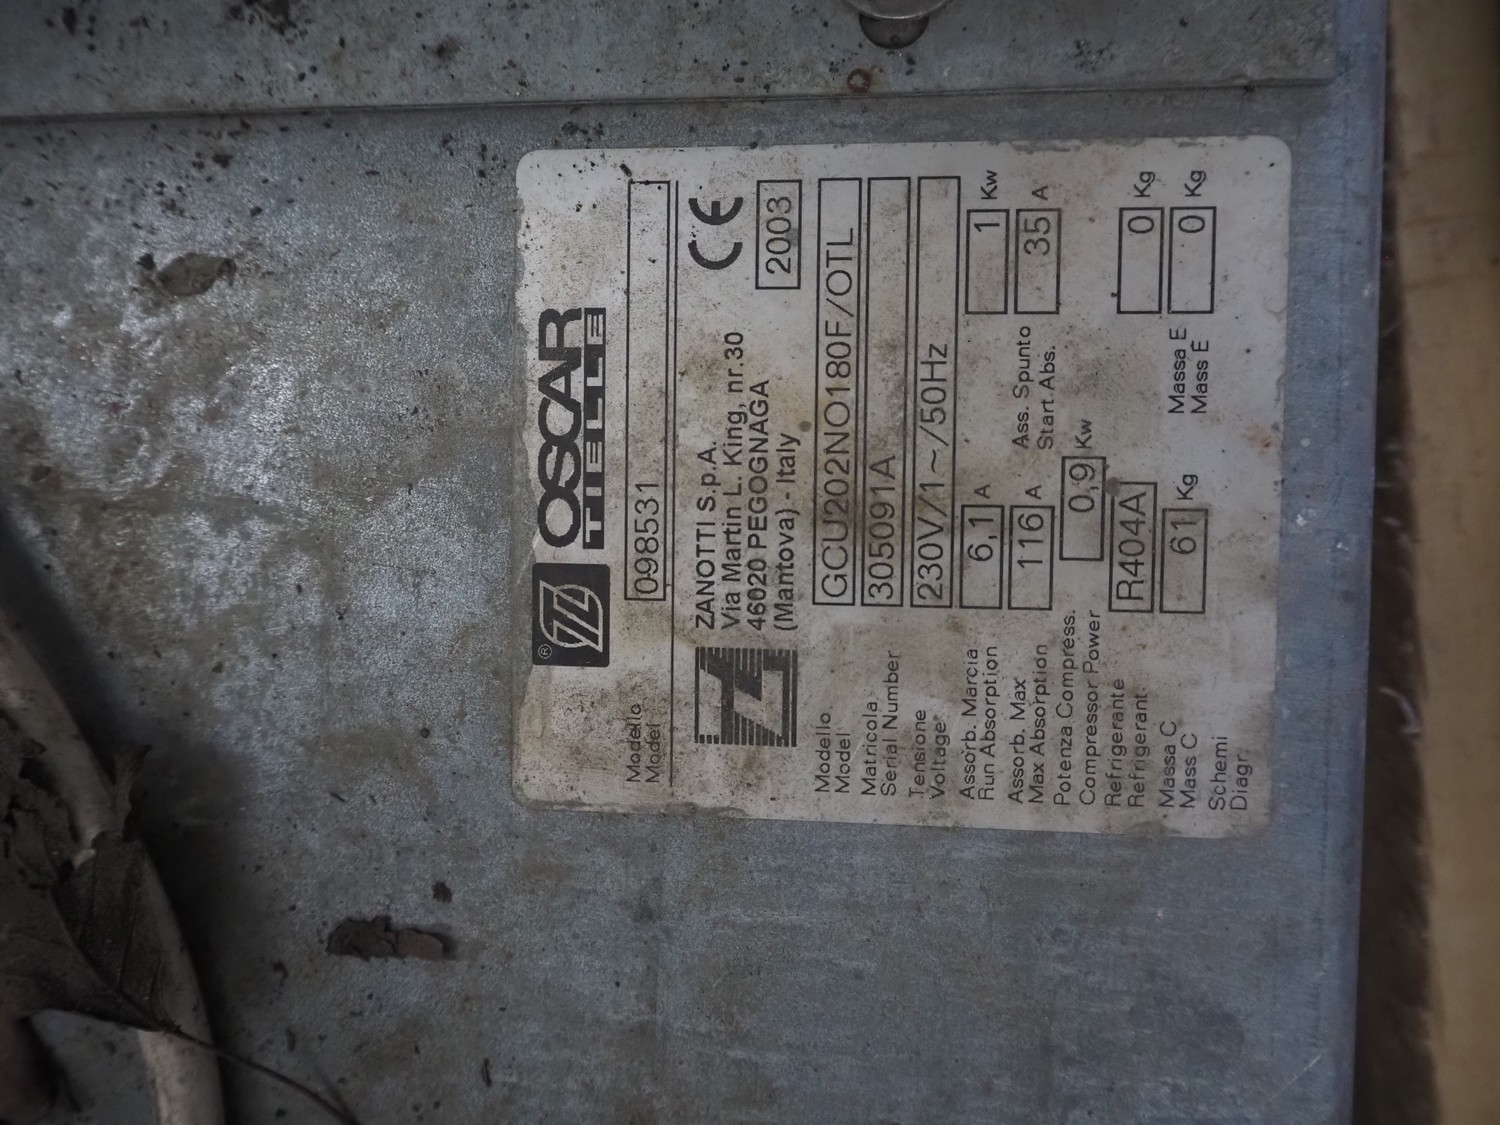 ® OSCAR
TIELLE
Modello
Model 098531
ZANOTTI S.p.A.
Via Martin L. King, nr.30
46020 PEGOGNAGA
(Mantova) - Italy
CE
2003
Modello
Model GCU202NO180F/OTL
Matricola
Serial Number 305091A
Tensione
Voltage 230V/1~/50Hz
Assorb. Marcia
Run Absorption 6,1 A 1 Kw
Assorb. Max
Max Absorption 116 A Ass. Spunto
Start.Abs. 35 A
Potenza Compress.
Compressor Power 0,9 Kw
Refrigerante
Refrigerant R404A 0 Kg
Massa C
Mass C 61 Kg Massa E
Mass E 0 Kg
Schemi
Diagr.